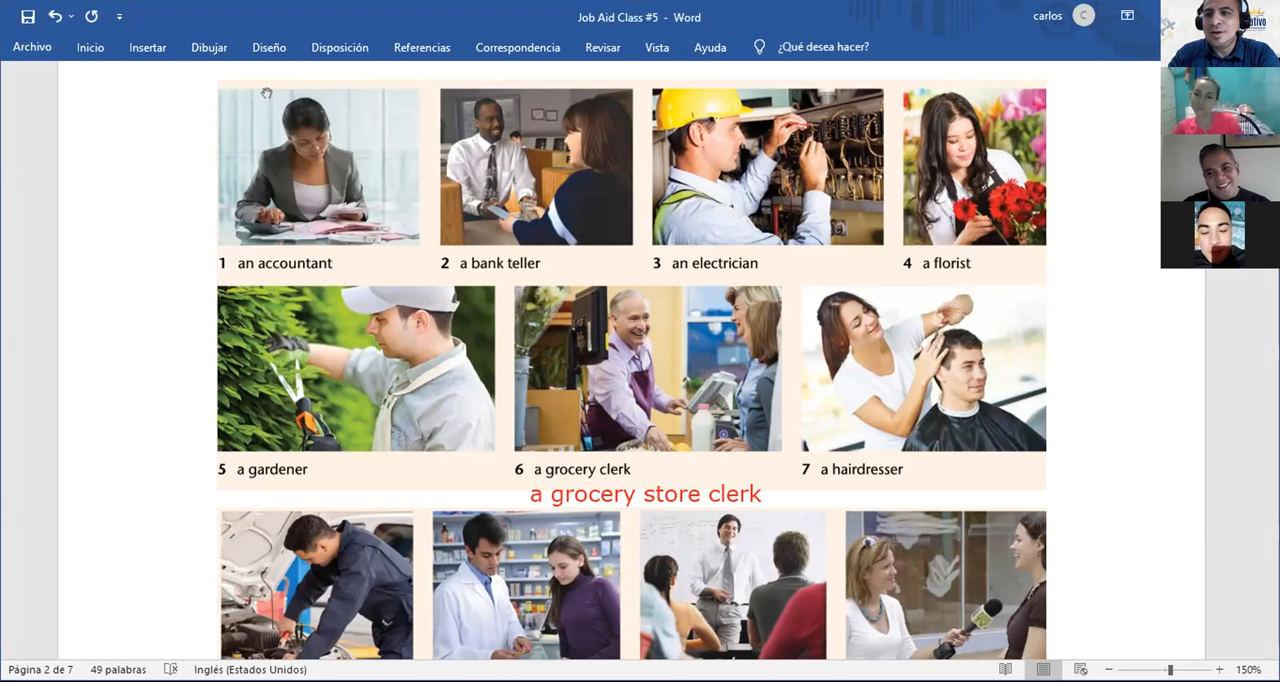 Job Aid Class #5 - Word
carlos
C
Archivo Inicio Insertar Dibujar Diseño Disposición Referencias Correspondencia Revisar Vista Ayuda ¿Qué desea hacer?
1 an accountant
2 a bank teller
3 an electrician
4 a florist
5 a gardener
6 a grocery clerk
7 a hairdresser
a grocery store clerk
Página 2 de 7 49 palabras Inglés (Estados Unidos) 150%